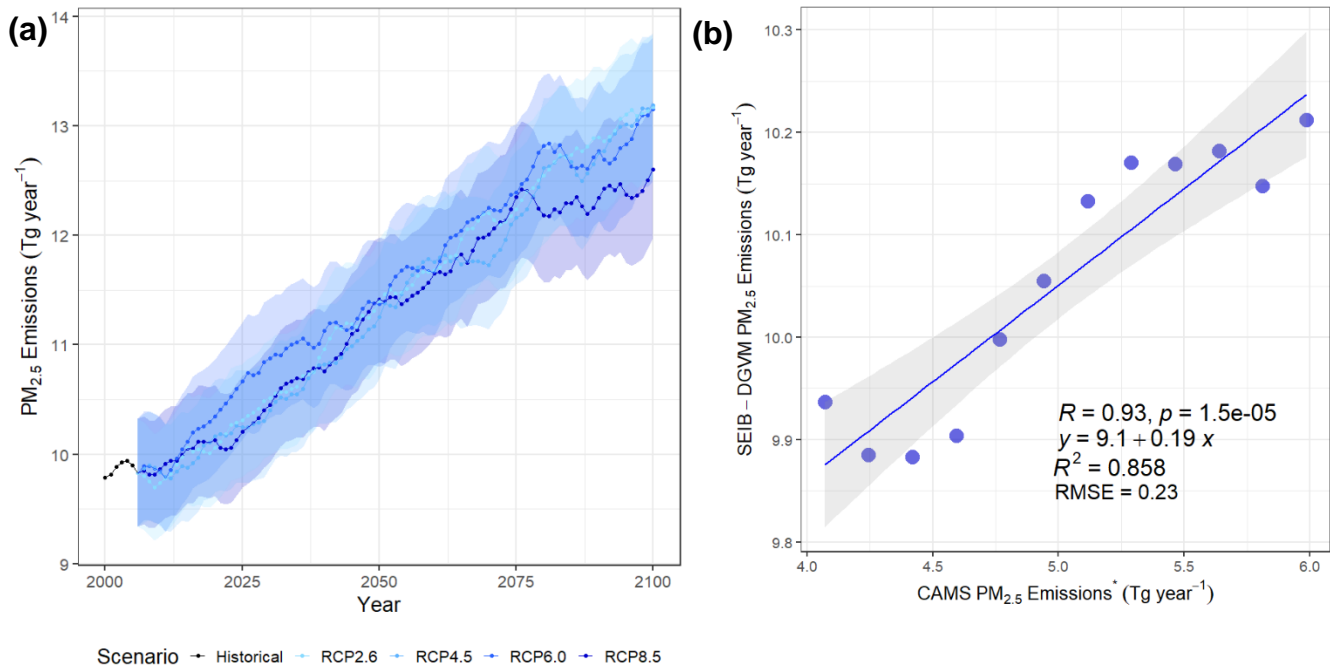 (a)
PM2.5 Emissions (Tg year−1)
14
13
12
11
10
9
2000 2025 2050 2075 2100
Year
Scenario Historical RCP2.6 RCP4.5 RCP6.0 RCP8.5
(b)
SEIB−DGVM PM2.5 Emissions (Tg year−1)
10.3
10.2
10.1
10.0
9.9
9.8
R = 0.93, p = 1.5e-05
y = 9.1 + 0.19 x
R2 = 0.858
RMSE = 0.23
4.0 4.5 5.0 5.5 6.0
CAMS PM2.5 Emissions* (Tg year−1)